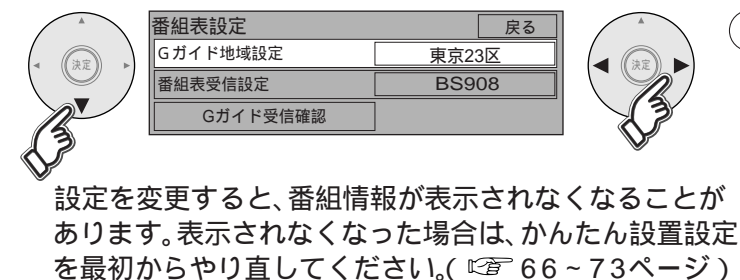 番組表設定 戻る
決定 Gガイド地域設定 東京23区 決定
番組表受信設定 BS908
Gガイド受信確認
設定を変更すると、番組情報が表示されなくなることが
あります。表示されなくなった場合は、かんたん設置設定
を最初からやり直してください。(☞ 66~73ページ)